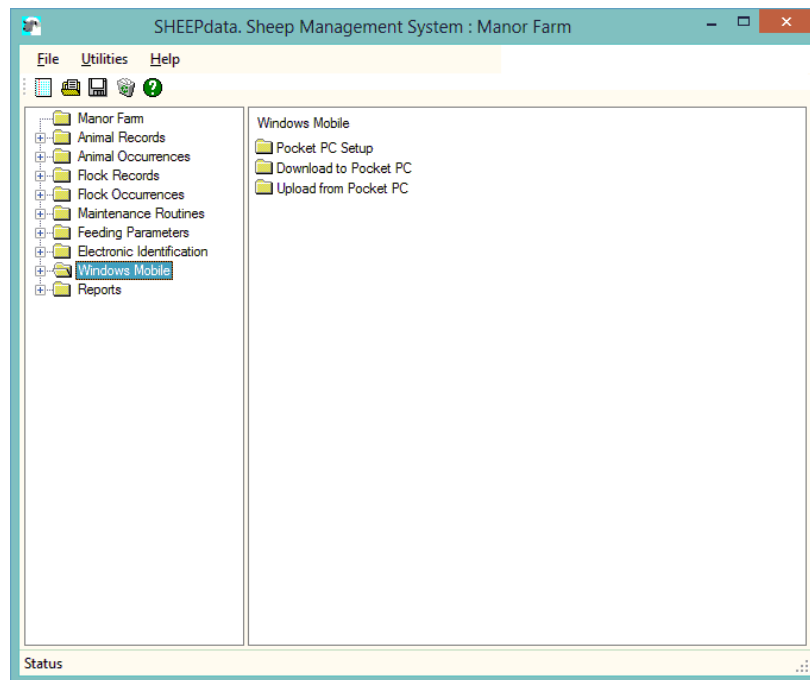 SHEEPdata. Sheep Management System : Manor Farm
File Utilities Help
Manor Farm
Animal Records
Animal Occurrences
Flock Records
Flock Occurrences
Maintenance Routines
Feeding Parameters
Electronic Identification
Windows Mobile
Reports
Windows Mobile
Pocket PC Setup
Download to Pocket PC
Upload from Pocket PC
Status